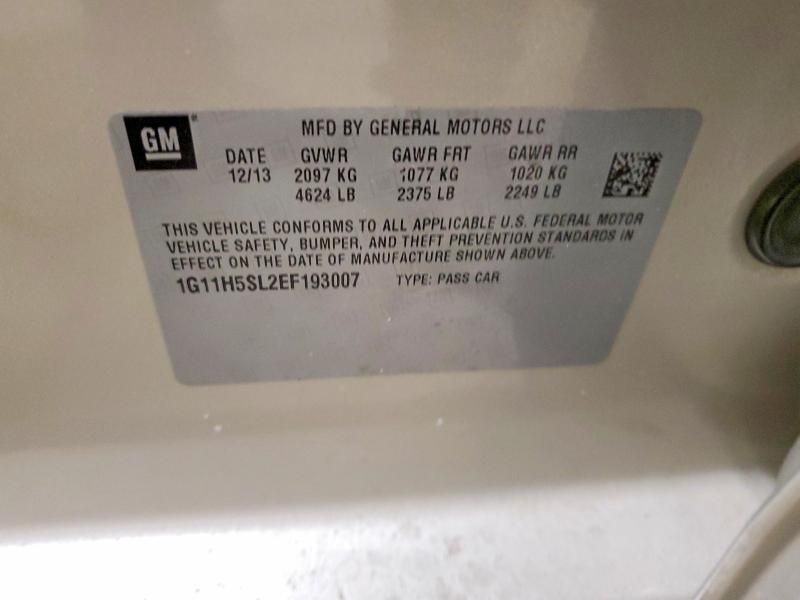 GM
MFD BY GENERAL MOTORS LLC
DATE GVWR GAWR FRT GAWR RR
12/13 2097 KG 1077 KG 1020 KG
4624 LB 2375 LB 2249 LB
THIS VEHICLE CONFORMS TO ALL APPLICABLE U.S. FEDERAL MOTOR
VEHICLE SAFETY, BUMPER, AND THEFT PREVENTION STANDARDS IN
EFFECT ON THE DATE OF MANUFACTURE SHOWN ABOVE.
1G11H5SL2EF193007 TYPE: PASS CAR